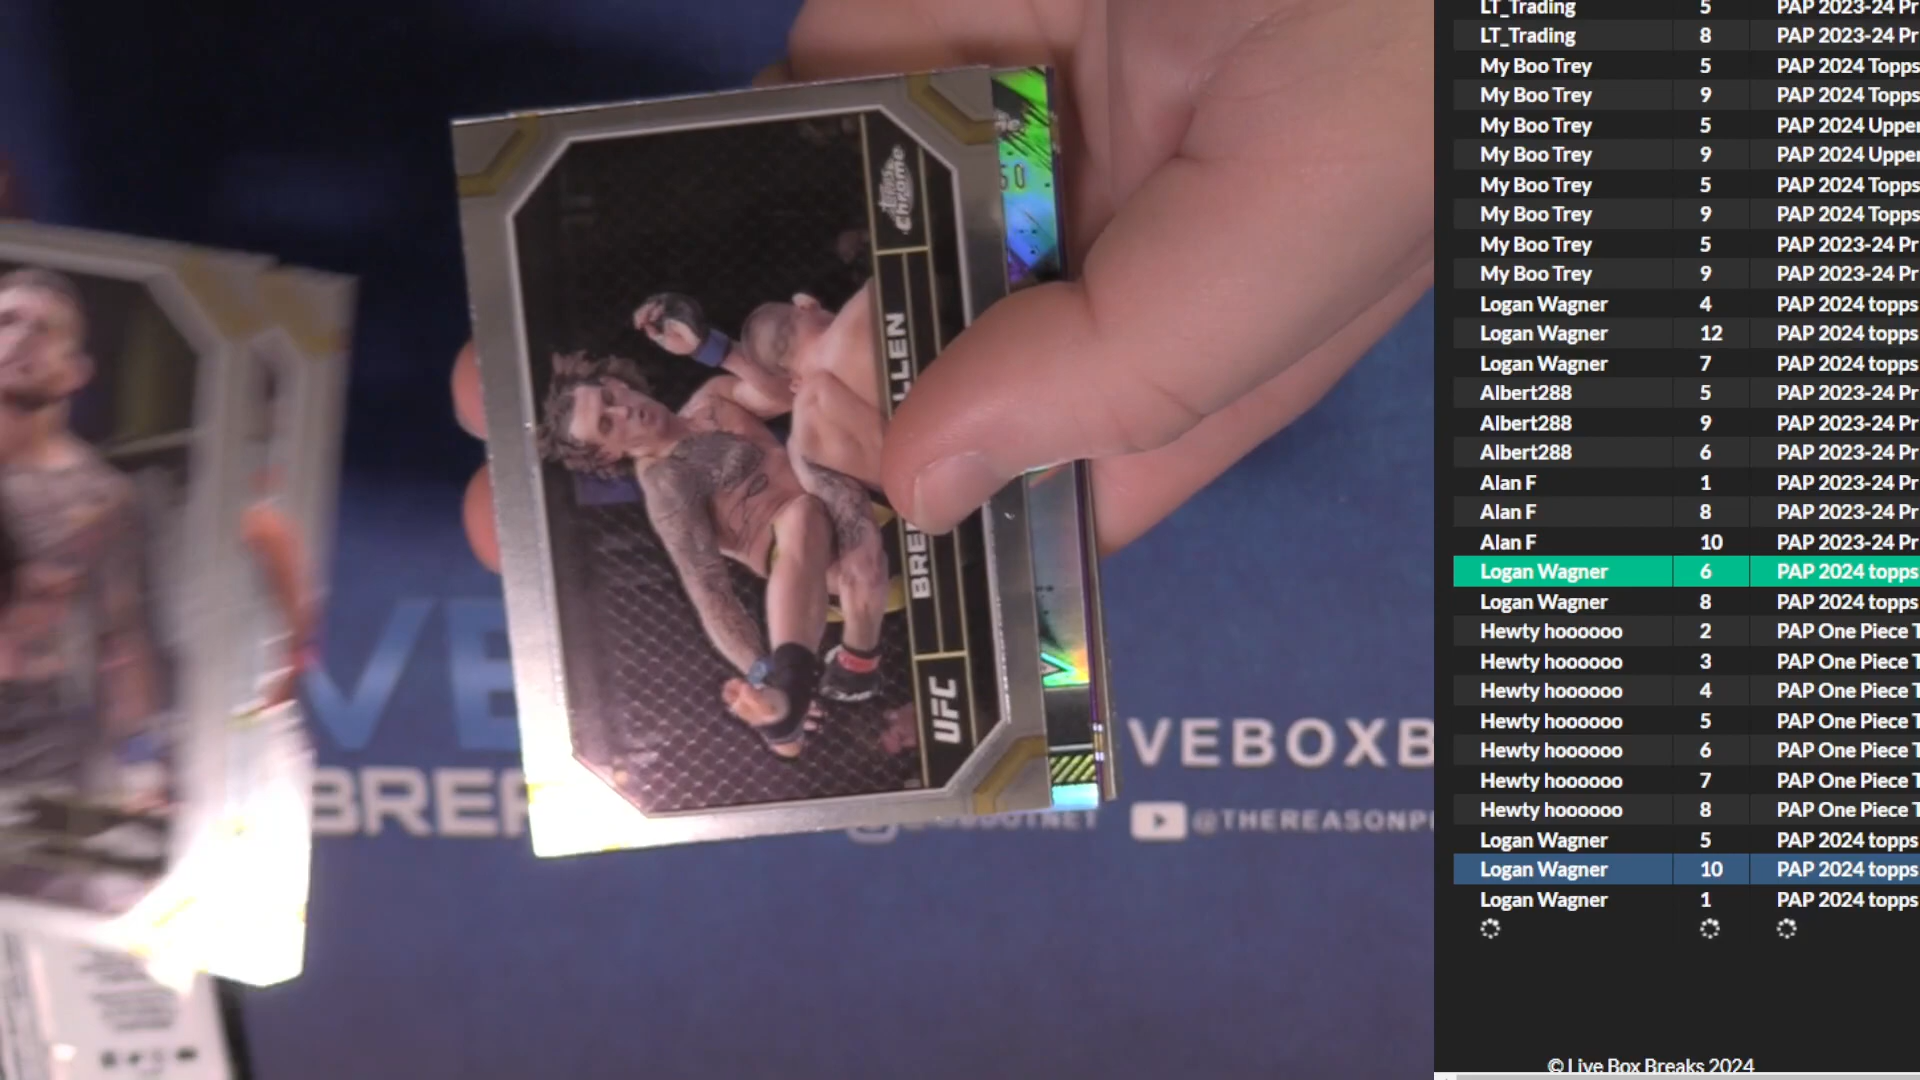 Topps Chrome
LLEN
BRE
UFC
VEBOXB
BRE
@THEREASONP
LT_Trading 5 PAP 2023-24 Pr
LT_Trading 8 PAP 2023-24 Pr
My Boo Trey 5 PAP 2024 Topps
My Boo Trey 9 PAP 2024 Topps
My Boo Trey 5 PAP 2024 Upper
My Boo Trey 9 PAP 2024 Upper
My Boo Trey 5 PAP 2024 Topps
My Boo Trey 9 PAP 2024 Topps
My Boo Trey 5 PAP 2023-24 Pr
My Boo Trey 9 PAP 2023-24 Pr
Logan Wagner 4 PAP 2024 topps
Logan Wagner 12 PAP 2024 topps
Logan Wagner 7 PAP 2024 topps
Albert288 5 PAP 2023-24 Pr
Albert288 9 PAP 2023-24 Pr
Albert288 6 PAP 2023-24 Pr
Alan F 1 PAP 2023-24 Pr
Alan F 8 PAP 2023-24 Pr
Alan F 10 PAP 2023-24 Pr
Logan Wagner 6 PAP 2024 topps
Logan Wagner 8 PAP 2024 topps
Hewty hoooooo 2 PAP One Piece T
Hewty hoooooo 3 PAP One Piece T
Hewty hoooooo 4 PAP One Piece T
Hewty hoooooo 5 PAP One Piece T
Hewty hoooooo 6 PAP One Piece T
Hewty hoooooo 7 PAP One Piece T
Hewty hoooooo 8 PAP One Piece T
Logan Wagner 5 PAP 2024 topps
Logan Wagner 10 PAP 2024 topps
Logan Wagner 1 PAP 2024 topps
© Live Box Breaks 2024